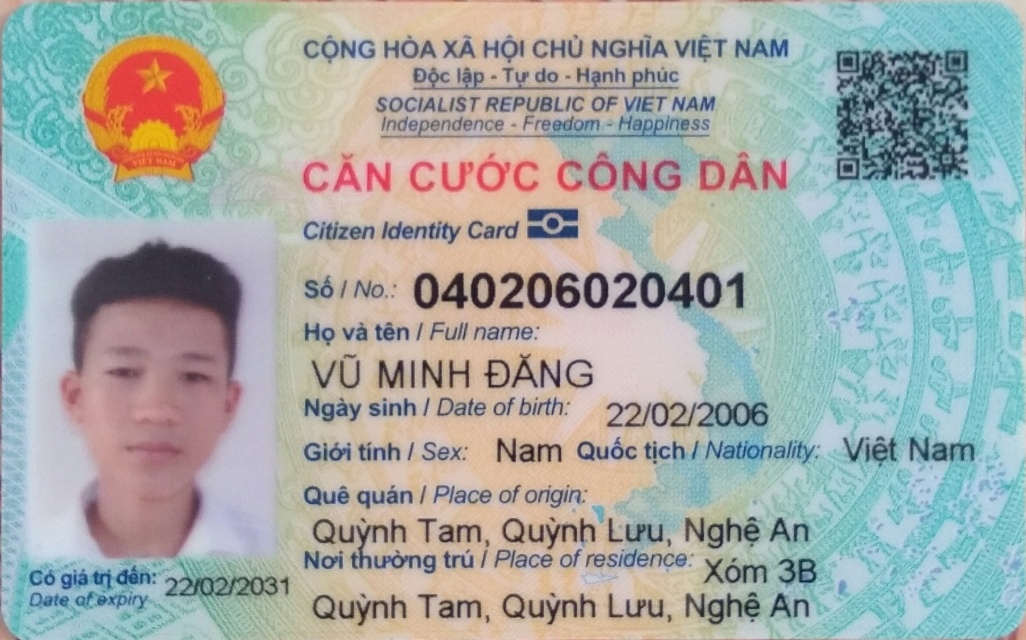 CỘNG HÒA XÃ HỘI CHỦ NGHĨA VIỆT NAM
Độc lập - Tự do - Hạnh phúc
SOCIALIST REPUBLIC OF VIET NAM
Independence - Freedom - Happiness
CĂN CƯỚC CÔNG DÂN
Citizen Identity Card
VIỆT NAM
Số / No.: 040206020401
Họ và tên / Full name:
VŨ MINH ĐĂNG
Ngày sinh / Date of birth: 22/02/2006
Giới tính / Sex: Nam Quốc tịch / Nationality: Việt Nam
Quê quán / Place of origin:
Quỳnh Tam, Quỳnh Lưu, Nghệ An
Nơi thường trú / Place of residence: Xóm 3B
Quỳnh Tam, Quỳnh Lưu, Nghệ An
Có giá trị đến: 22/02/2031
Date of expiry